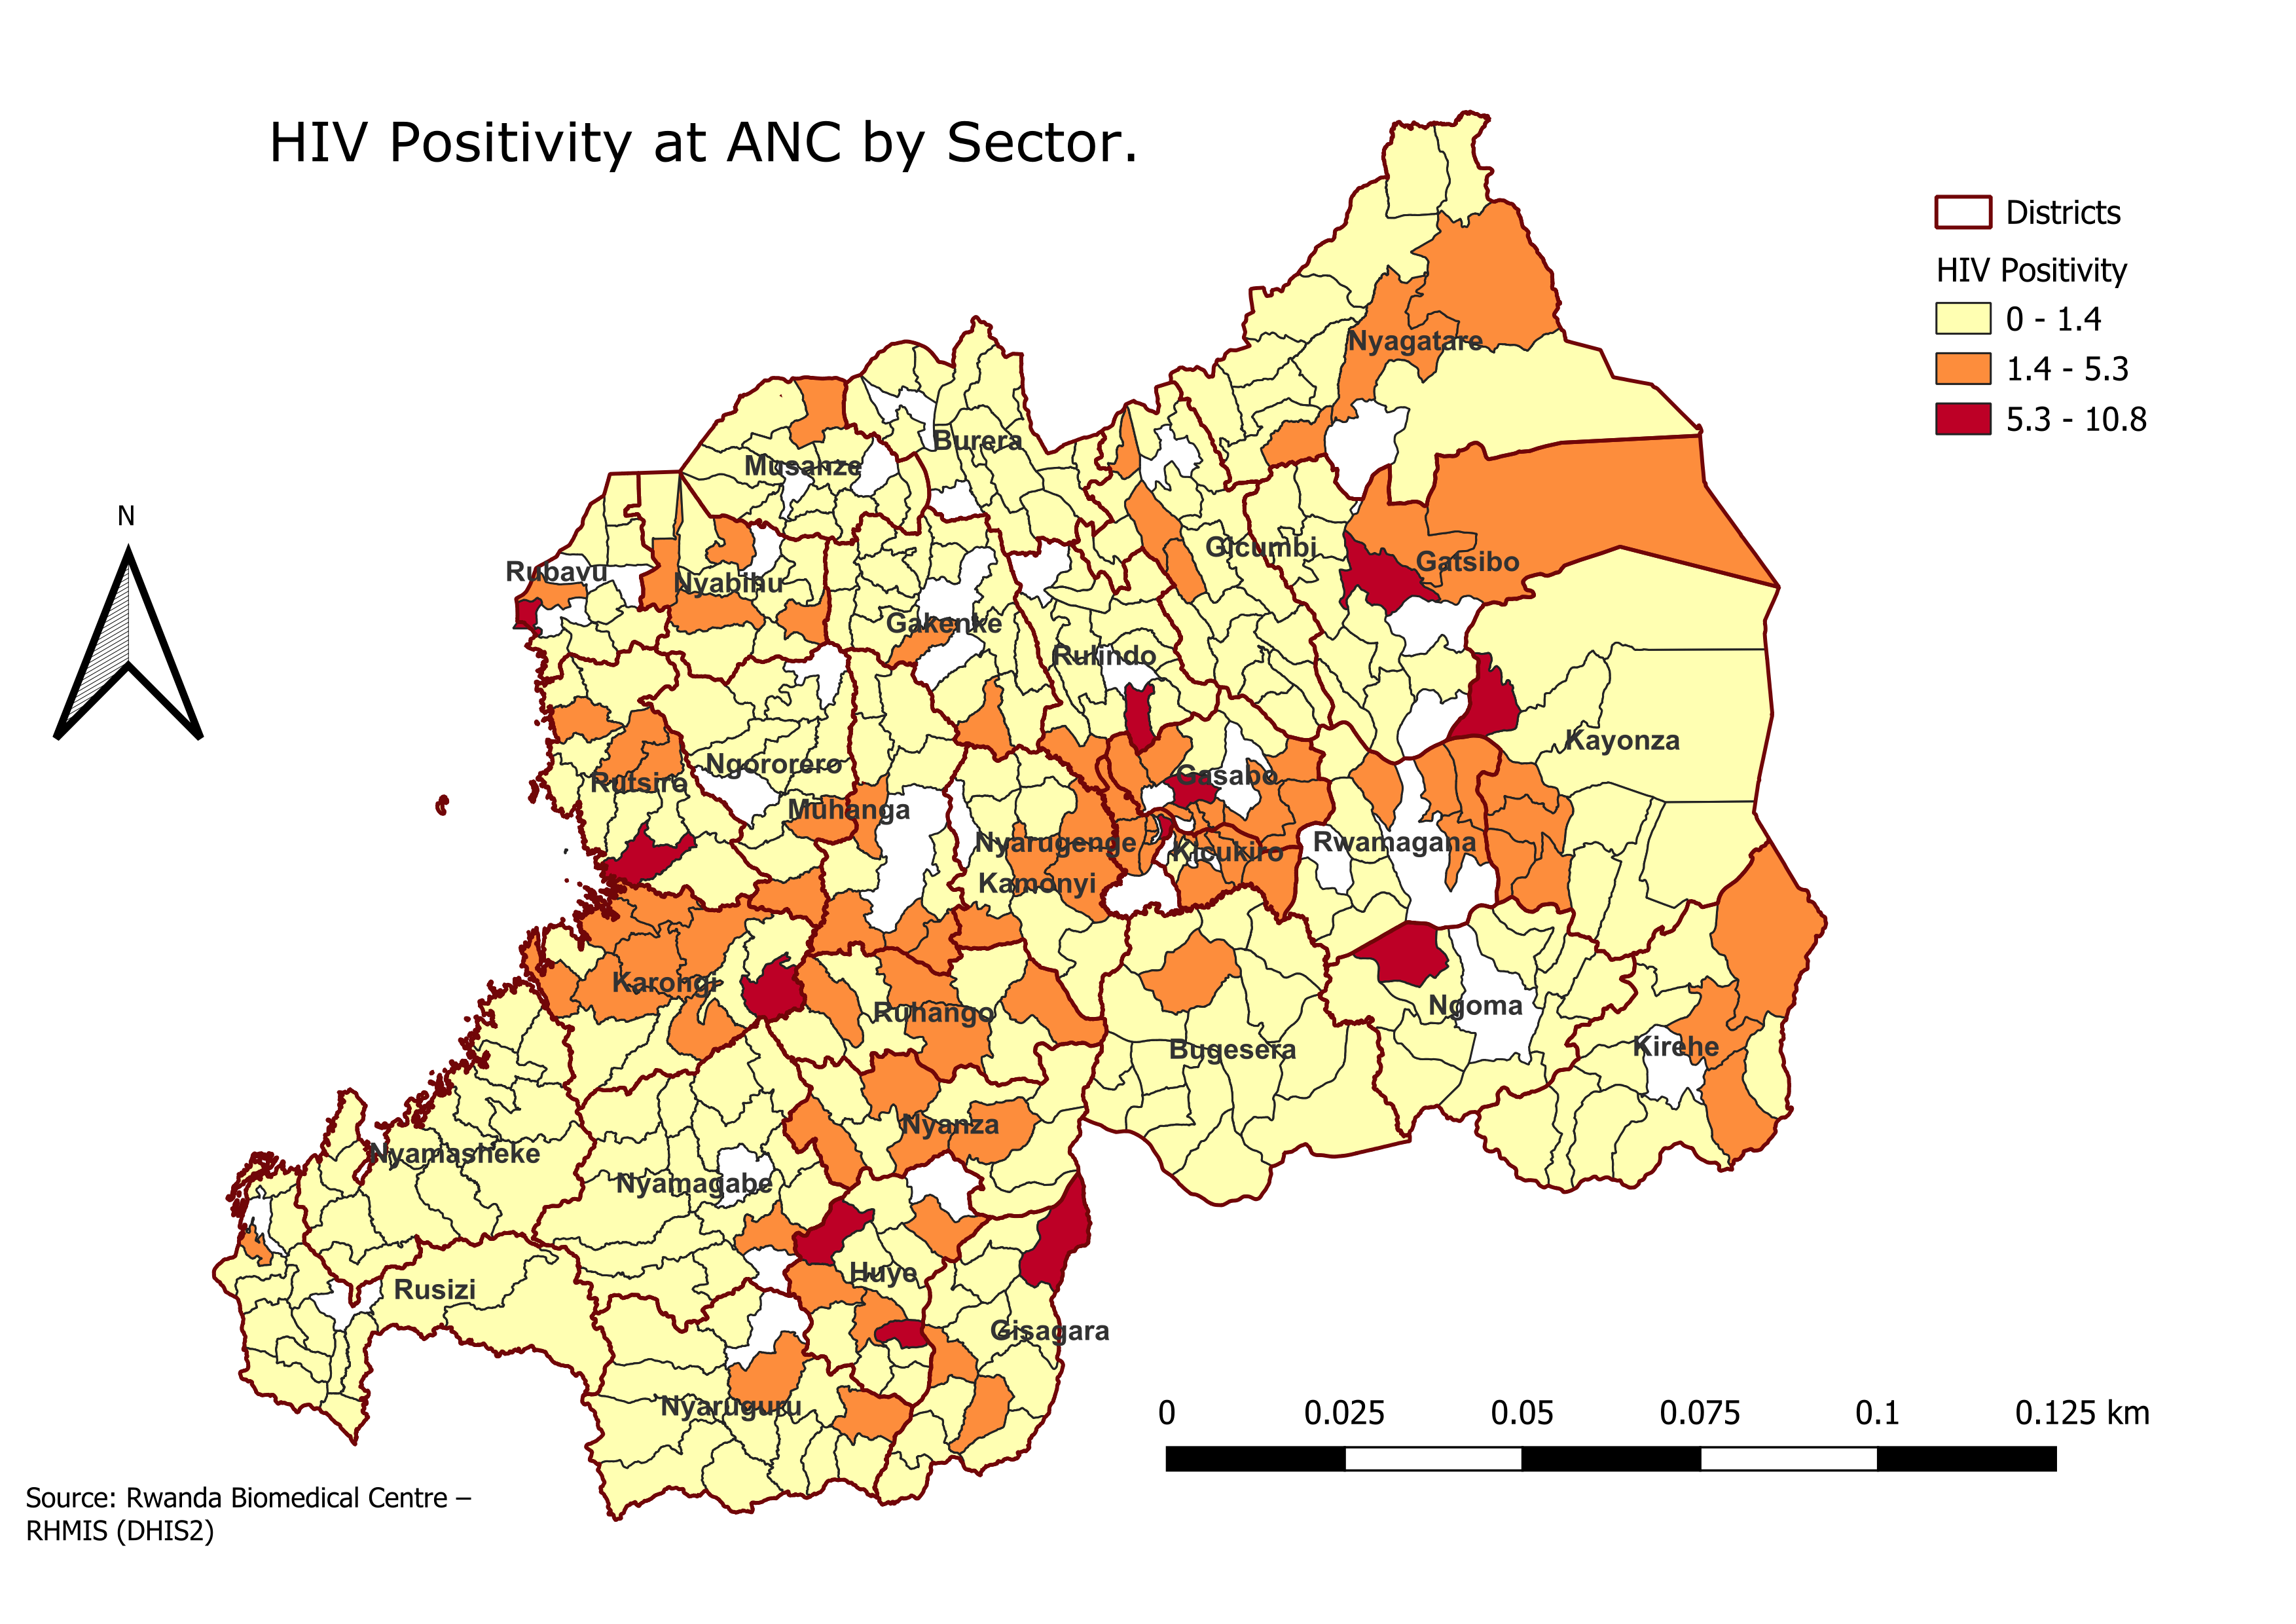 HIV Positivity at ANC by Sector.
Districts
HIV Positivity
0 - 1.4
1.4 - 5.3
5.3 - 10.8
N
Nyagatare
Burera
Musanze
Gicumbi
Gatsibo
Rubavu
Nyabihu
Gakenke
Rulindo
Kayonza
Ngororero
Gasabo
Rutsiro
Muhanga
Nyarugenge
Kicukiro
Rwamagana
Kamonyi
Karongi
Ruhango
Ngoma
Bugesera
Kirehe
Nyanza
Nyamasheke
Nyamagabe
Huye
Rusizi
Gisagara
Nyaruguru
0 0.025 0.05 0.075 0.1 0.125 km
Source: Rwanda Biomedical Centre –
RHMIS (DHIS2)